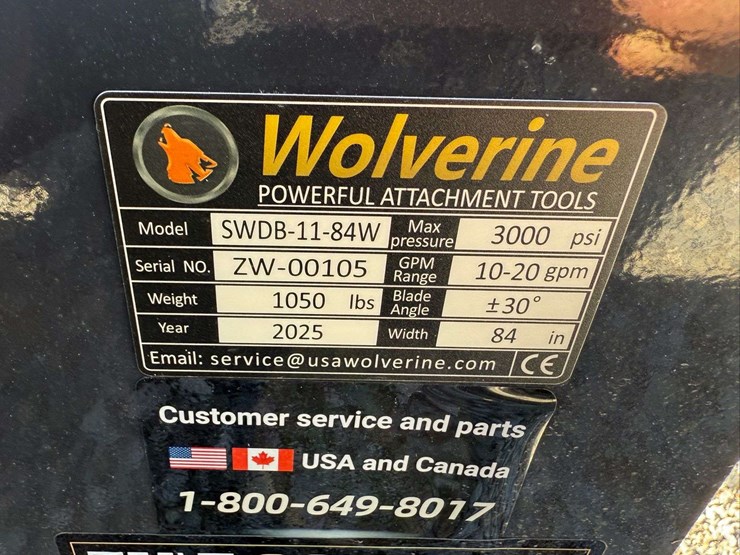 Wolverine
POWERFUL ATTACHMENT TOOLS
Model SWDB-11-84W Max pressure 3000 psi
Serial NO. ZW-00105 GPM Range 10-20 gpm
Weight 1050 lbs Blade Angle ±30°
Year 2025 Width 84 in
Email: service@usawolverine.com CE
Customer service and parts
USA and Canada
1-800-649-8017